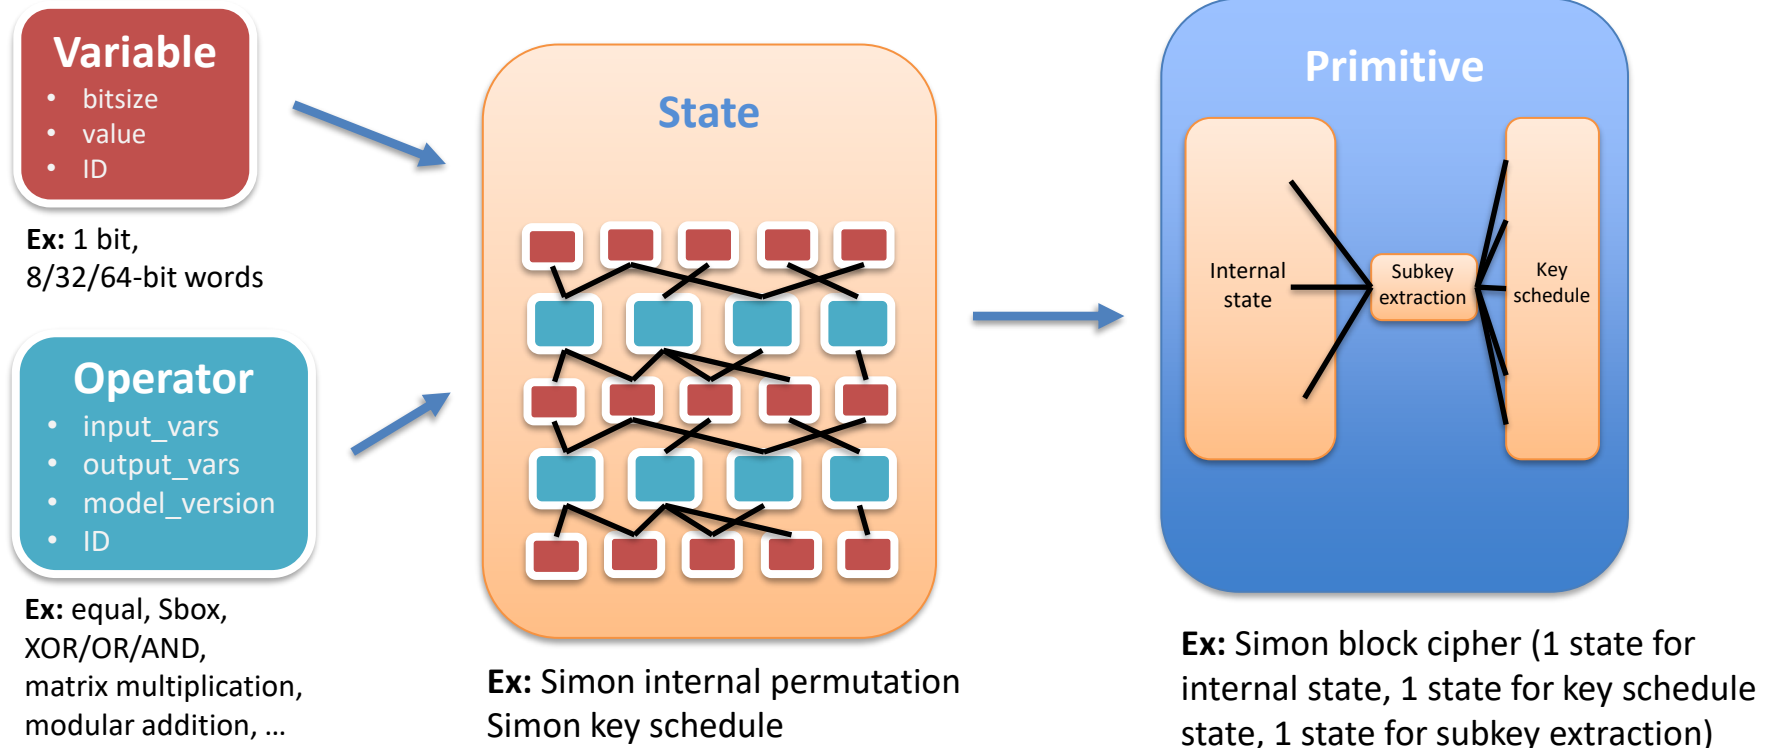 Variable
• bitsize
• value
• ID
Ex: 1 bit,
8/32/64-bit words
Operator
• input_vars
• output_vars
• model_version
• ID
Ex: equal, Sbox,
XOR/OR/AND,
matrix multiplication,
modular addition, ...
State
Ex: Simon internal permutation
Simon key schedule
Primitive
Internal
state
Subkey
extraction
Key
schedule
Ex: Simon block cipher (1 state for
internal state, 1 state for key schedule
state, 1 state for subkey extraction)